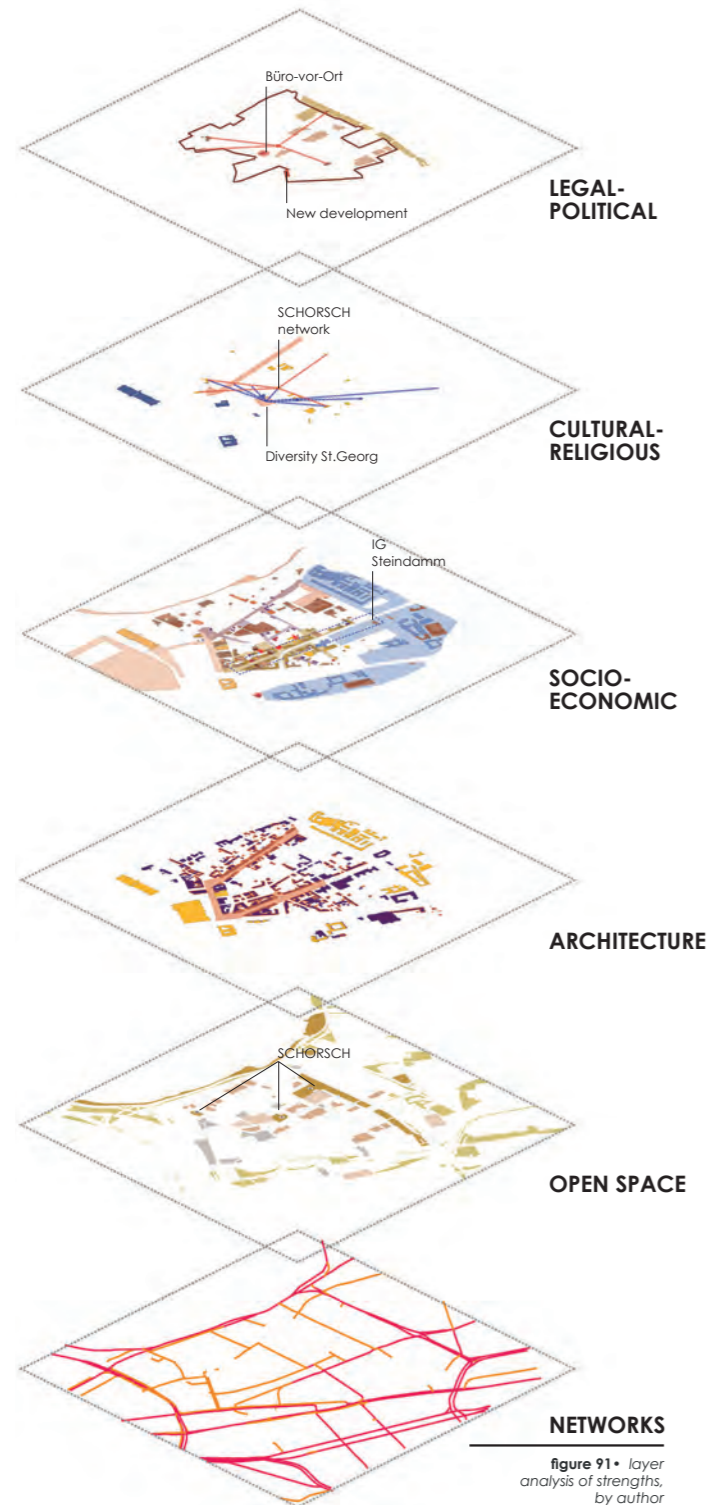 Büro-vor-Ort
New development
LEGAL-
POLITICAL
SCHORSCH
network
Diversity St.Georg
CULTURAL-
RELIGIOUS
IG
Steindamm
SOCIO-
ECONOMIC
ARCHITECTURE
SCHORSCH
OPEN SPACE
NETWORKS
figure 91• layer
analysis of strengths,
by author